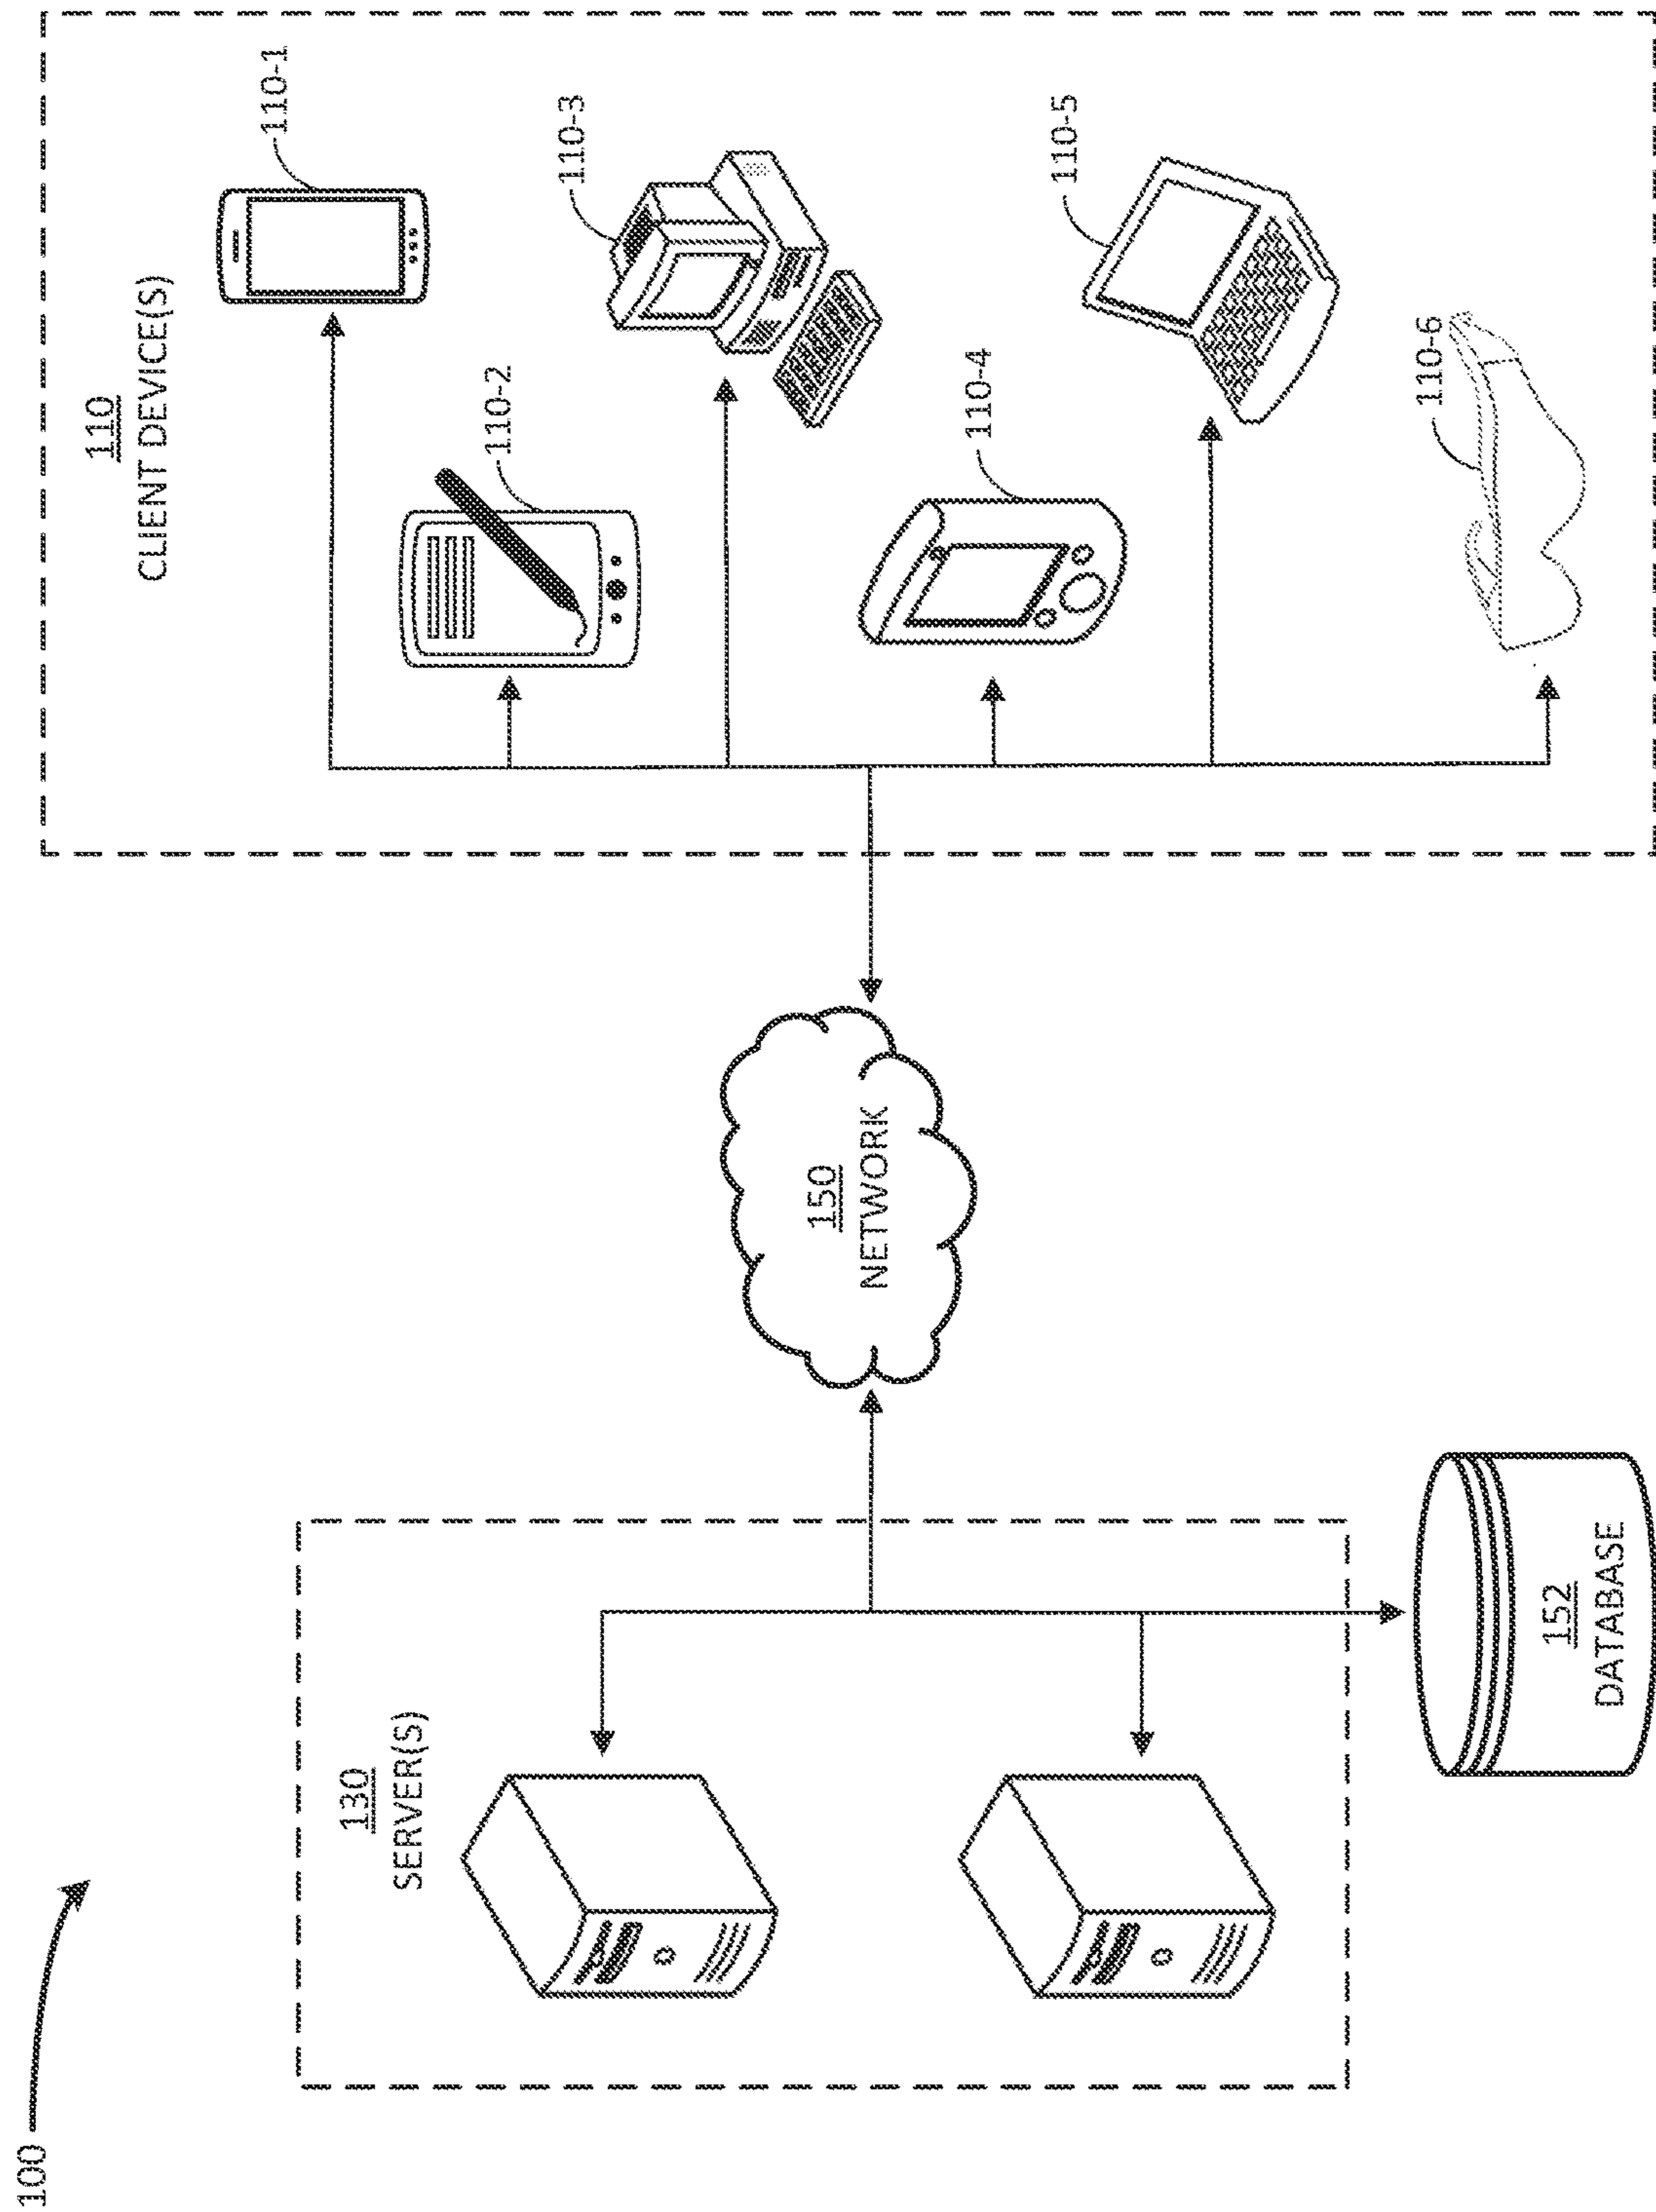 100
130
SERVER(S)
152
DATABASE
150
NETWORK
110
CLIENT DEVICE(S)
110-1
110-2
110-3
110-4
110-5
110-6